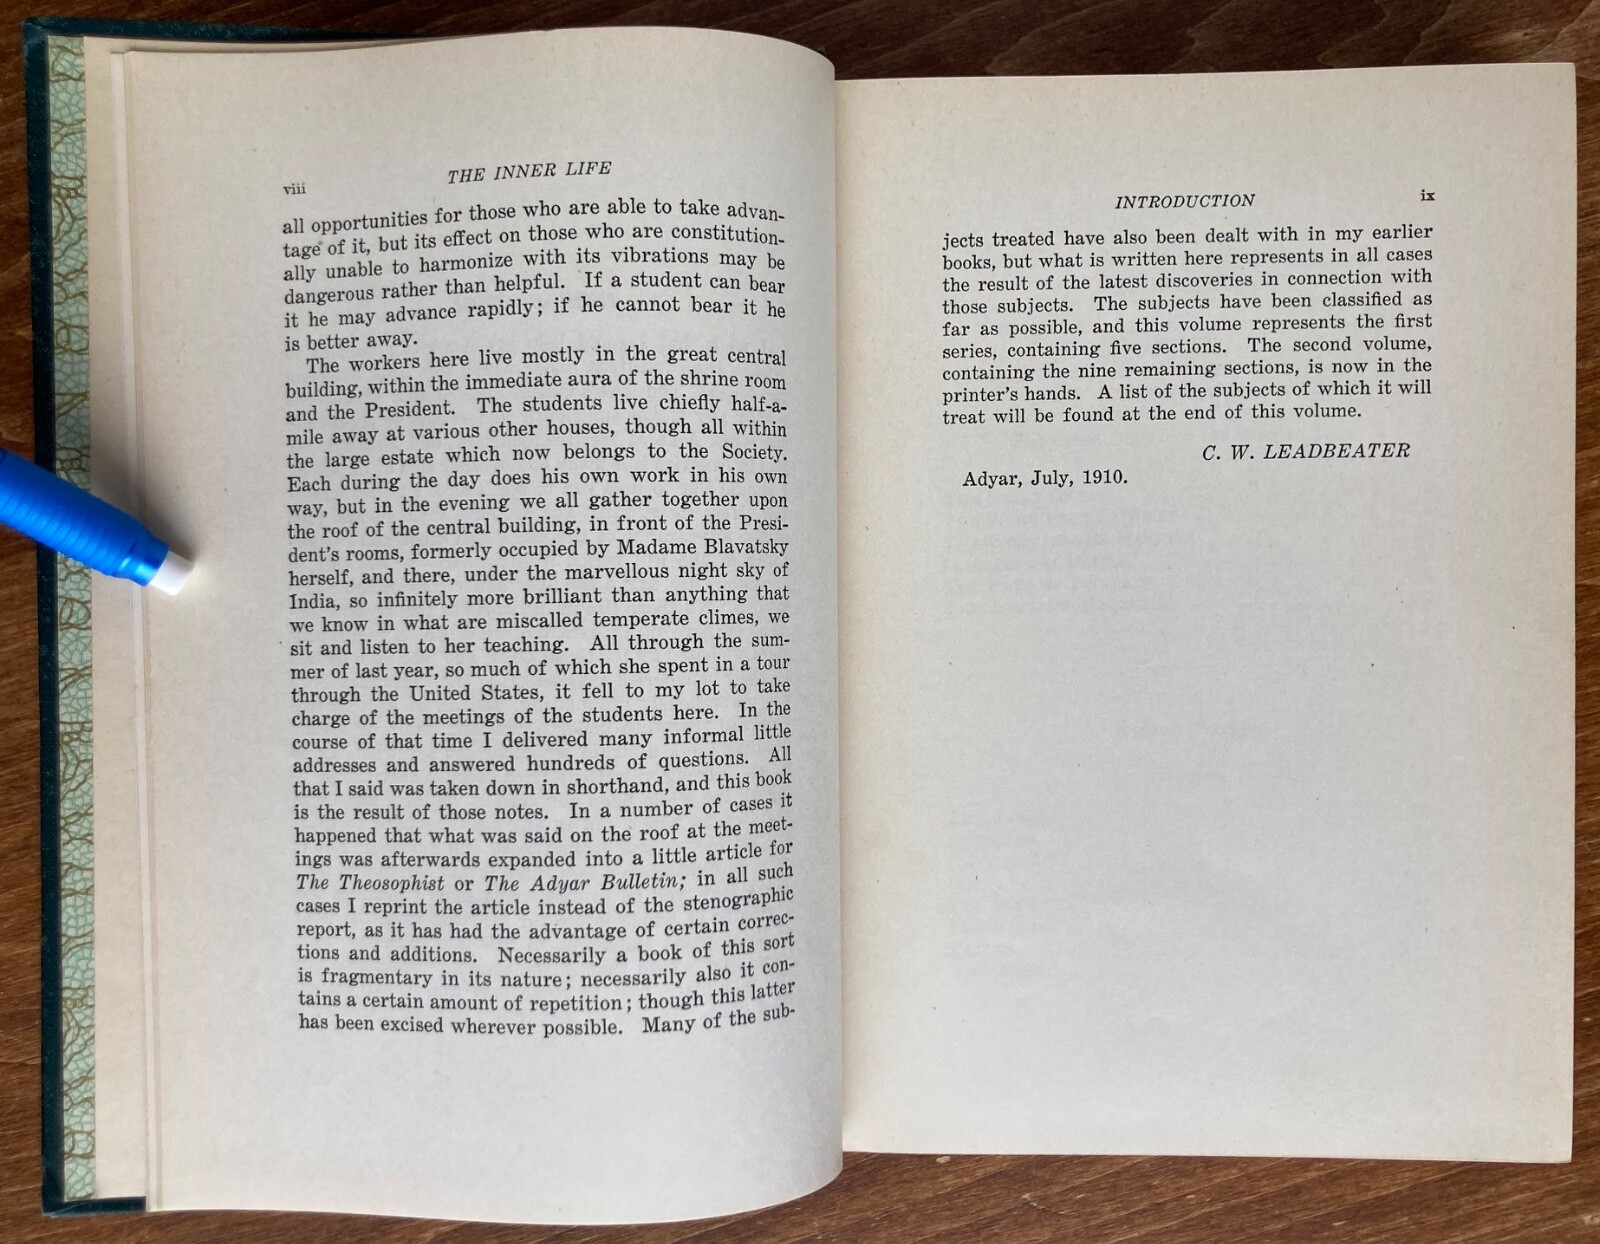 viii
THE INNER LIFE
all opportunities for those who are able to take advan-
tage of it, but its effect on those who are constitution-
ally unable to harmonize with its vibrations may be
dangerous rather than helpful. If a student can bear
it he may advance rapidly; if he cannot bear it he
is better away.
The workers here live mostly in the great central
building, within the immediate aura of the shrine room
and the President. The students live chiefly half-a-
mile away at various other houses, though all within
the large estate which now belongs to the Society.
Each during the day does his own work in his own
way, but in the evening we all gather together upon
the roof of the central building, in front of the Presi-
dent's rooms, formerly occupied by Madame Blavatsky
herself, and there, under the marvellous night sky of
India, so infinitely more brilliant than anything that
we know in what are miscalled temperate climes, we
sit and listen to her teaching. All through the sum-
mer of last year, so much of which she spent in a tour
through the United States, it fell to my lot to take
charge of the meetings of the students here. In the
course of that time I delivered many informal little
addresses and answered hundreds of questions. All
that I said was taken down in shorthand, and this book
is the result of those notes. In a number of cases it
happened that what was said on the roof at the meet-
ings was afterwards expanded into a little article for
The Theosophist or The Adyar Bulletin; in all such
cases I reprint the article instead of the stenographic
report, as it has had the advantage of certain correc-
tions and additions. Necessarily a book of this sort
is fragmentary in its nature; necessarily also it con-
tains a certain amount of repetition; though this latter
has been excised wherever possible. Many of the sub-
INTRODUCTION
ix
jects treated have also been dealt with in my earlier
books, but what is written here represents in all cases
the result of the latest discoveries in connection with
those subjects. The subjects have been classified as
far as possible, and this volume represents the first
series, containing five sections. The second volume,
containing the nine remaining sections, is now in the
printer's hands. A list of the subjects of which it will
treat will be found at the end of this volume.
C. W. LEADBEATER
Adyar, July, 1910.